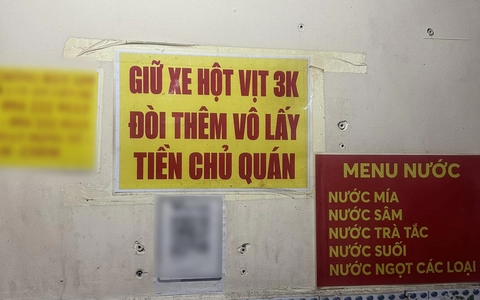 GIỮ XE HỘT VỊT 3K
ĐÒI THÊM VÔ LẤY
TIỀN CHỦ QUÁN
MENU NƯỚC
NƯỚC MÍA
NƯỚC SÂM
NƯỚC TRÀ TẮC
NƯỚC SUỐI
NƯỚC NGỌT CÁC LOẠI